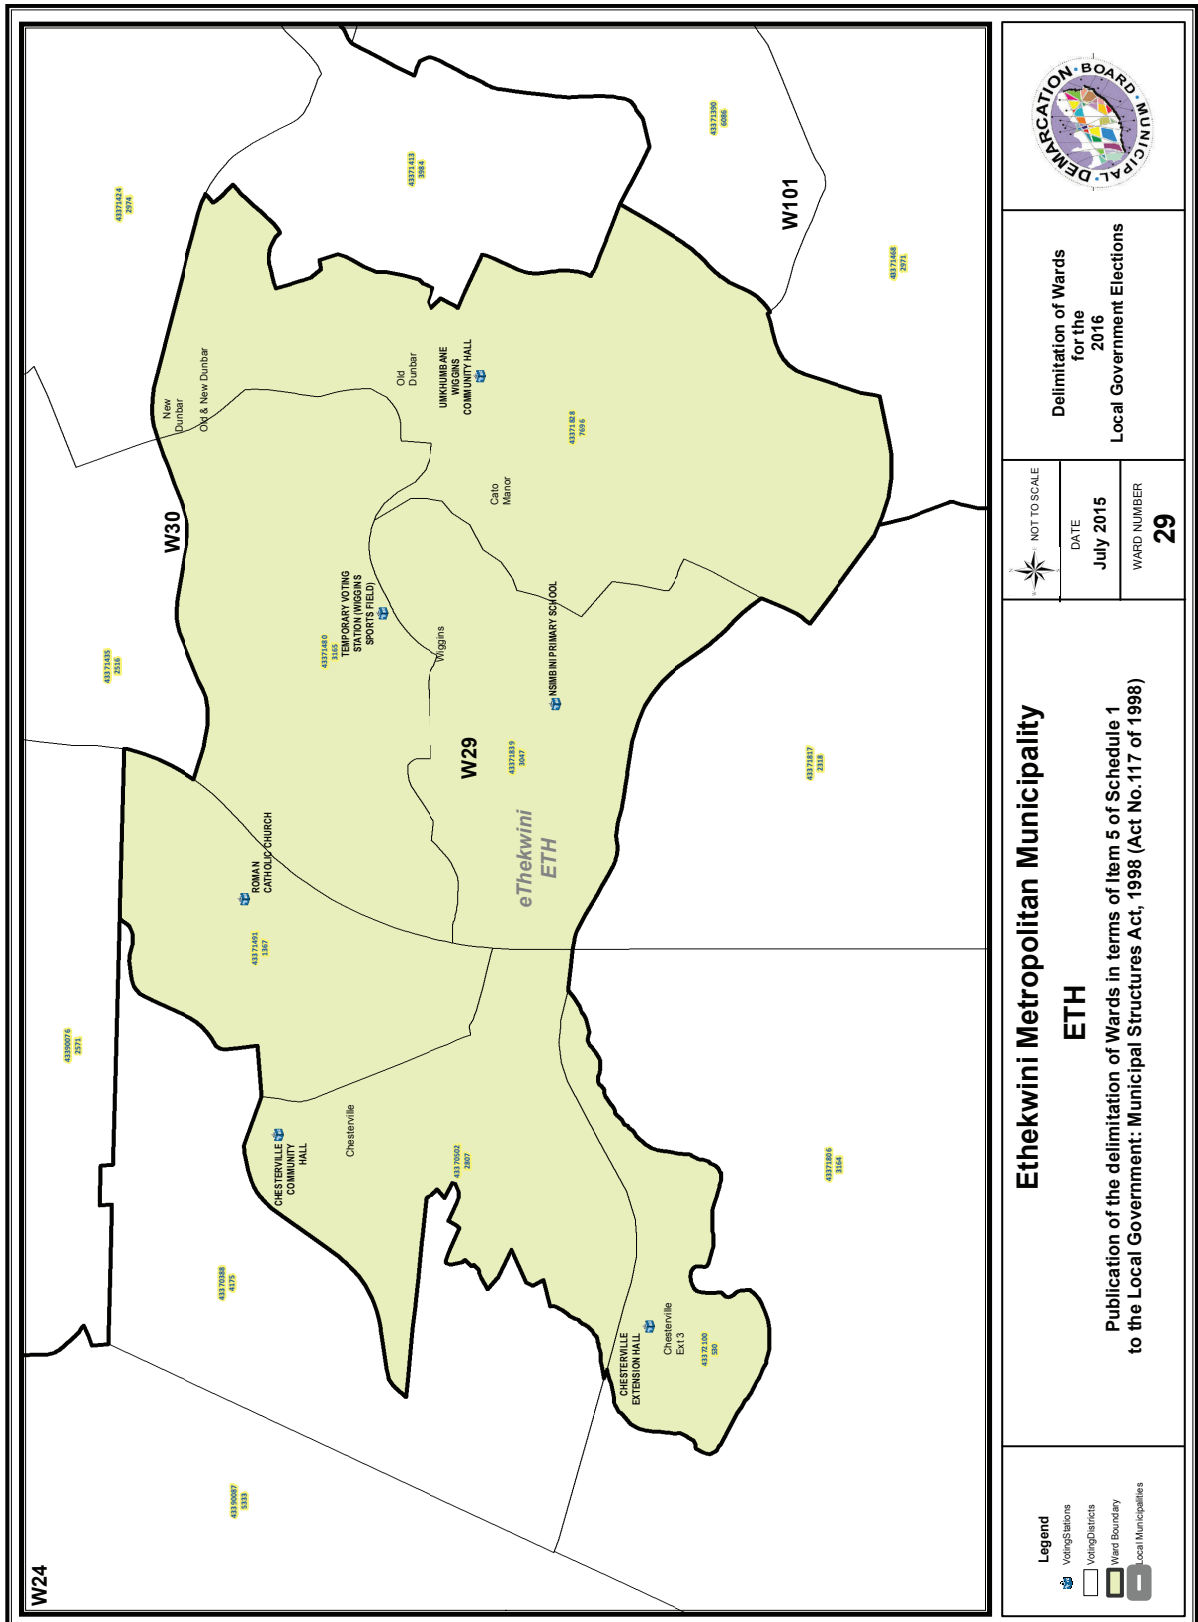 W24
W30
W29
W101
eThekwini
ETH
43390087
5333
43370388
4175
43390076
2571
43371435
2516
43371424
2974
43371413
3984
43371390
6086
43371468
2971
43371817
2318
43371806
3164
CHESTERVILLE
COMMUNITY
HALL
Chesterville
43370502
2807
CHESTERVILLE
EXTENSION HALL
Chesterville
Ext 3
43372100
530
ROMAN
CATHOLIC CHURCH
43371491
1367
43371480
3165
TEMPORARY VOTING
STATION (WIGGINS
SPORTS FIELD)
Wiggins
NSIMBINI PRIMARY SCHOOL
43371839
3047
New
Dunbar
Old & New Dunbar
Old
Dunbar
UMKHUMBANE
WIGGINS
COMMUNITY HALL
43371828
7696
Cato
Manor
Legend
VotingStations
VotingDistricts
Ward Boundary
Local Municipalities
Ethekwini Metropolitan Municipality
ETH
Publication of the delimitation of Wards in terms of Item 5 of Schedule 1
to the Local Government: Municipal Structures Act, 1998 (Act No.117 of 1998)
NOT TO SCALE
DATE
July 2015
WARD NUMBER
29
Delimitation of Wards
for the
2016
Local Government Elections
MUNICIPAL · DEMARCATION · BOARD ·